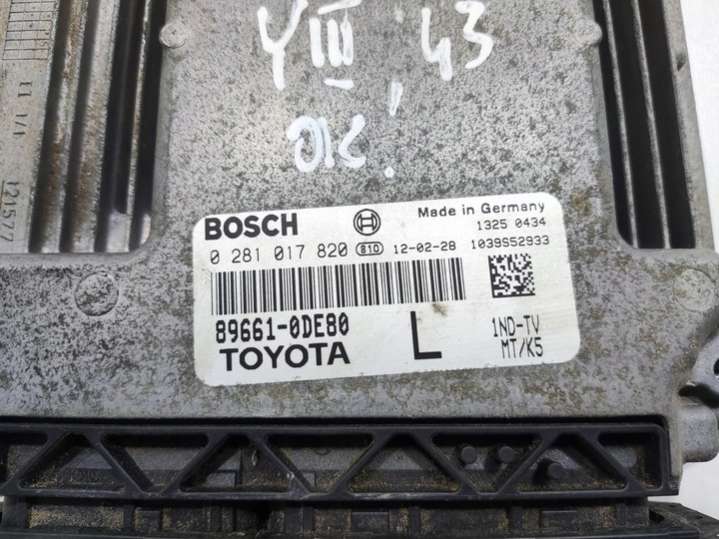 YIII, 43
OK!
121577
BOSCH
Made in Germany
1325 0434
0 281 017 820 810 12-02-28 1039S52933
89661-0DE80 L 1ND-TV
TOYOTA MT/K5